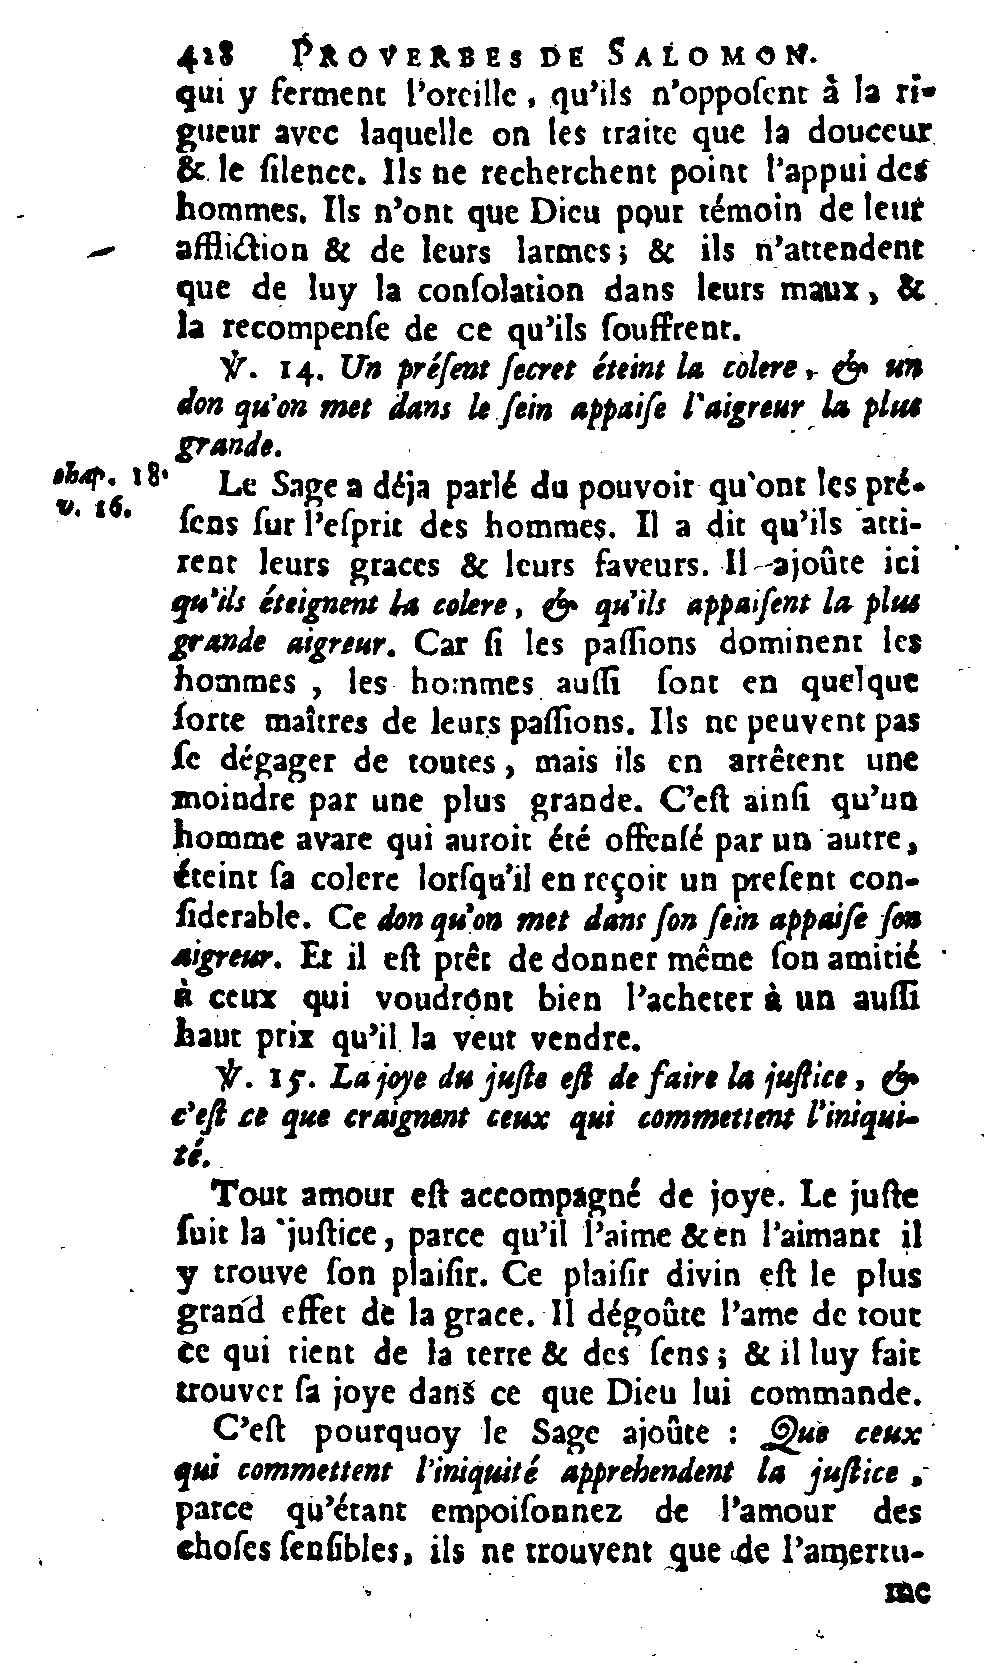 428 PROVERBES DE SALOMON.
qui y ferment l'oreille, qu'ils n'opposent à la ri-
gueur avec laquelle on les traite que la douceur
& le silence. Ils ne recherchent point l'appui des
hommes. Ils n'ont que Dieu pour témoin de leur
affliction & de leurs larmes; & ils n'attendent
que de luy la consolation dans leurs maux, &
la recompense de ce qu'ils souffrent.
℣. 14. Un présent secret éteint la colere, & un
don qu'on met dans le sein appaise l'aigreur la plus
grande.
chap. 18.
v. 16.
Le Sage a déja parlé du pouvoir qu'ont les pré-
sens sur l'esprit des hommes. Il a dit qu'ils atti-
rent leurs graces & leurs faveurs. Il ajoûte ici
qu'ils éteignent la colere, & qu'ils appaisent la plus
grande aigreur. Car si les passions dominent les
hommes, les hommes aussi sont en quelque
sorte maîtres de leurs passions. Ils ne peuvent pas
se dégager de toutes, mais ils en arrêtent une
moindre par une plus grande. C'est ainsi qu'un
homme avare qui auroit été offensé par un autre,
éteint sa colere lorsqu'il en reçoit un present con-
siderable. Ce don qu'on met dans son sein appaise son
aigreur. Et il est prêt de donner même son amitié
à ceux qui voudront bien l'acheter à un aussi
haut prix qu'il la veut vendre.
℣. 15. La joye du juste est de faire la justice, &
c'est ce que craignent ceux qui commettent l'iniqui-
té.
Tout amour est accompagné de joye. Le juste
suit la justice, parce qu'il l'aime & en l'aimant il
y trouve son plaisir. Ce plaisir divin est le plus
grand effet de la grace. Il dégoûte l'ame de tout
ce qui tient de la terre & des sens; & il luy fait
trouver sa joye dans ce que Dieu lui commande.
C'est pourquoy le Sage ajoûte : Que ceux
qui commettent l'iniquité apprehendent la justice,
parce qu'étant empoisonnez de l'amour des
choses sensibles, ils ne trouvent que de l'amertu-
me